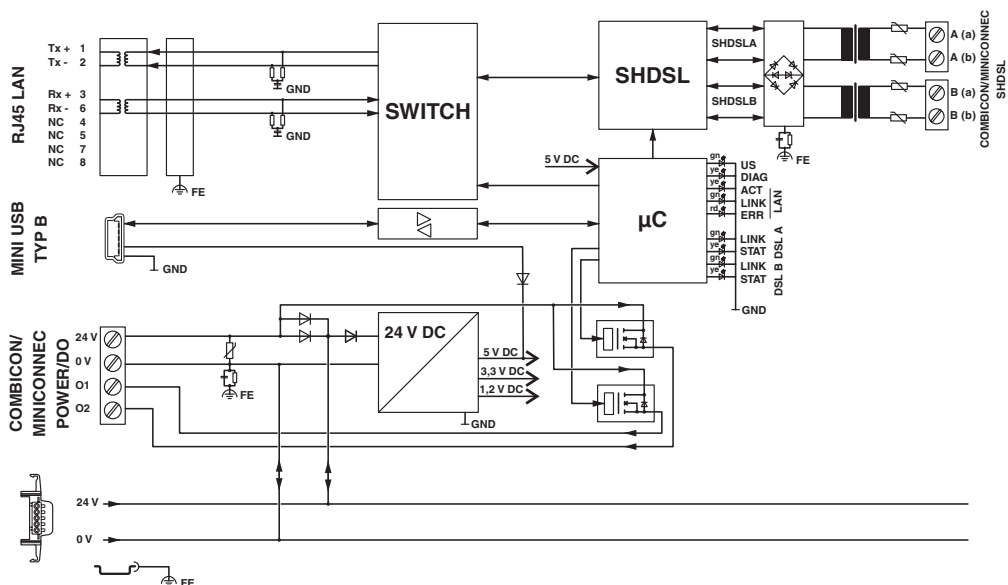 RJ45 LAN
Tx + 1
Tx - 2
Rx + 3
Rx - 6
NC 4
NC 5
NC 7
NC 8
FE
GND
GND
SWITCH
SHDSL
SHDSLA
SHDSLB
FE
A (a)
A (b)
B (a)
B (b)
COMBICON/MINICONNEC
SHDSL
5 V DC
µC
gn US
ye DIAG
ye ACT
gn LINK
rd ERR
LAN
gn LINK
ye STAT
DSL A
gn LINK
ye STAT
DSL B
GND
MINI USB
TYP B
GND
COMBICON/
MINICONNEC
POWER/DO
24 V
0 V
O1
O2
FE
24 V DC
5 V DC
3,3 V DC
1,2 V DC
GND
24 V
0 V
FE